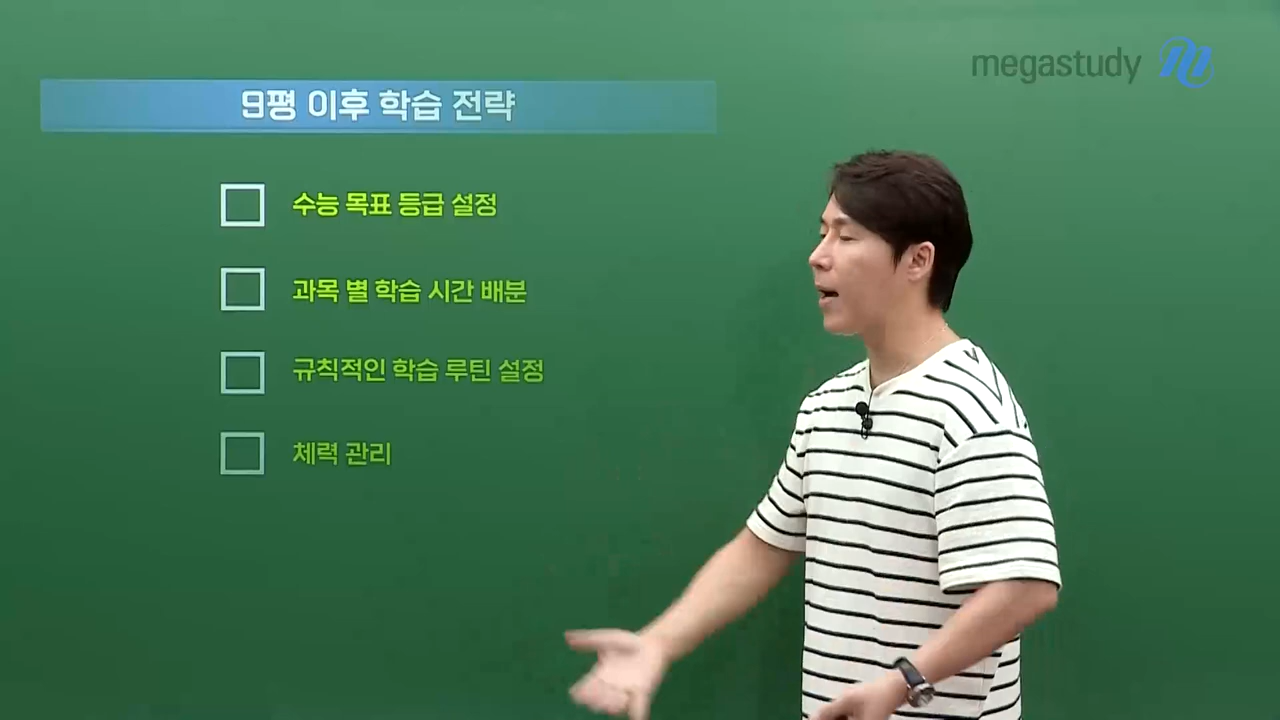 megastudy
9평 이후 학습 전략
수능 목표 등급 설정
과목 별 학습 시간 배분
규칙적인 학습 루틴 설정
체력 관리